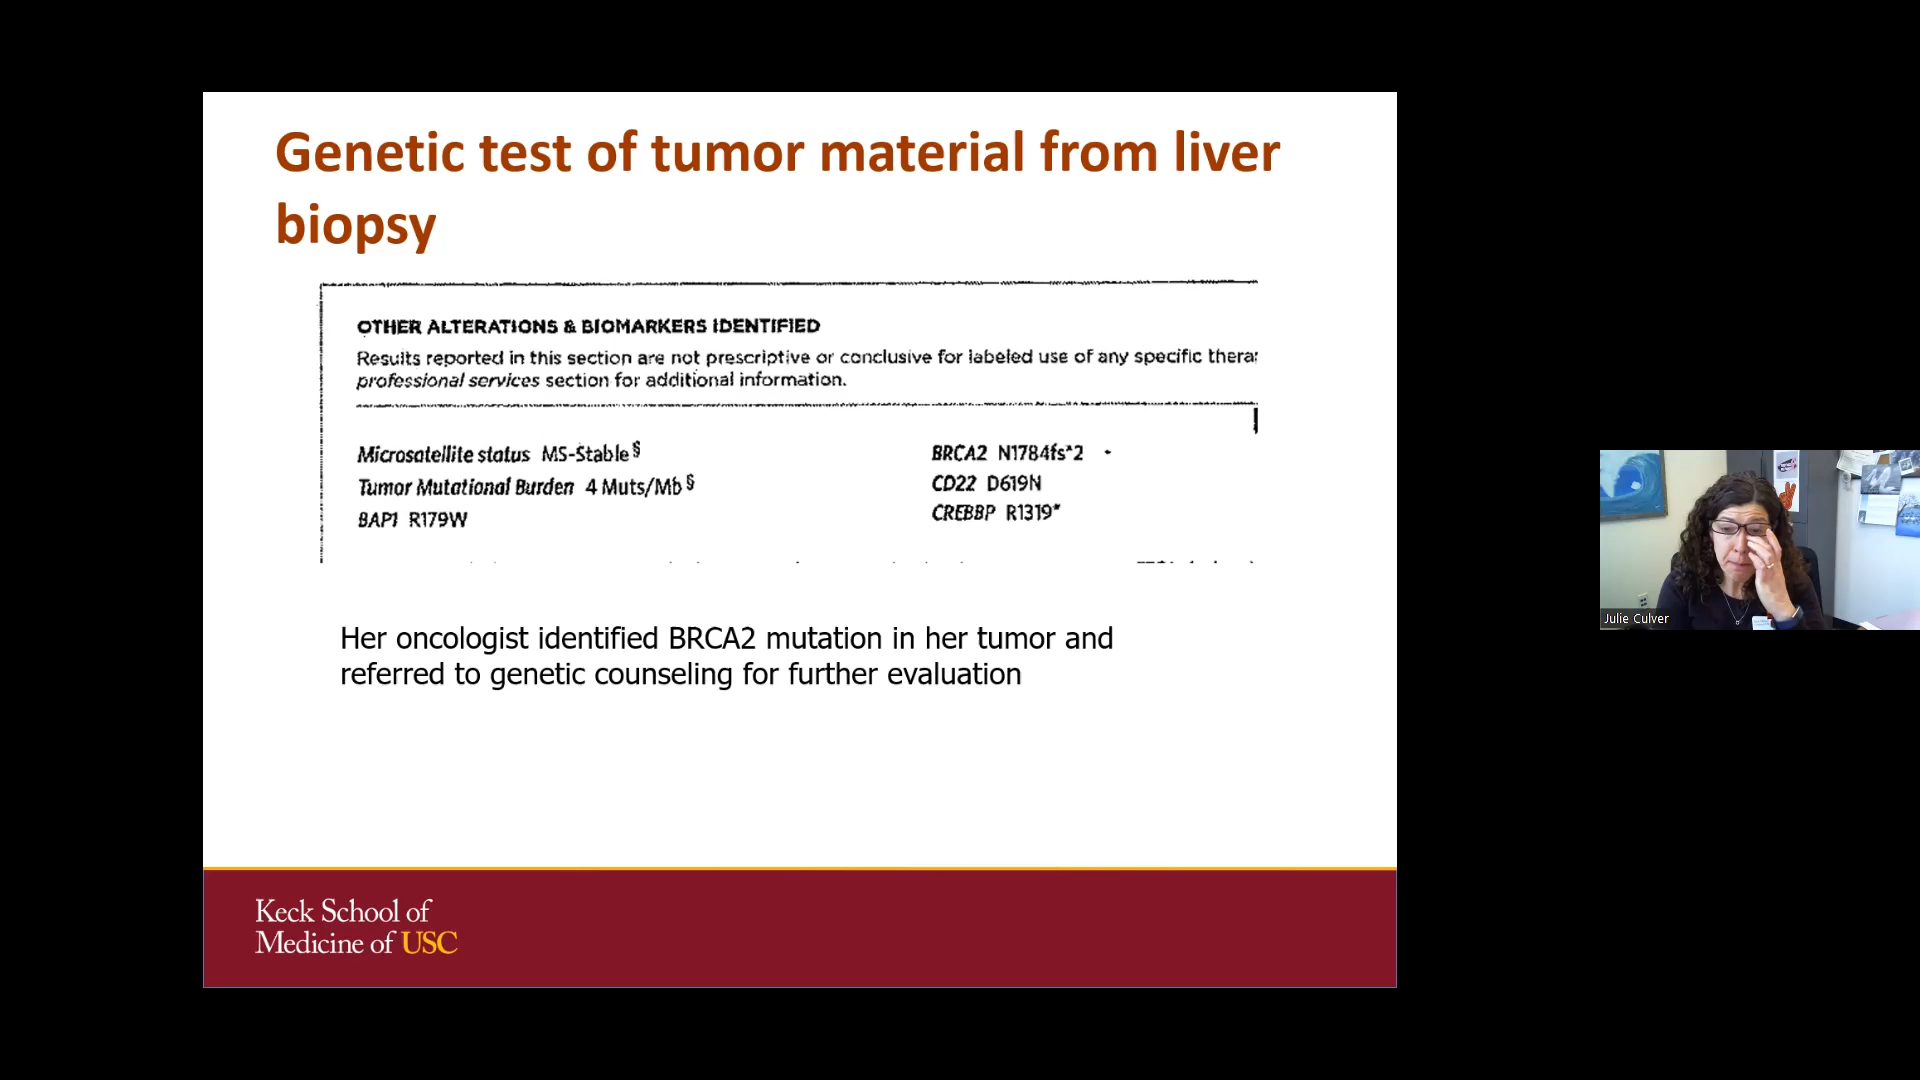 Genetic test of tumor material from liver
biopsy
OTHER ALTERATIONS & BIOMARKERS IDENTIFIED
Results reported in this section are not prescriptive or conclusive for labeled use of any specific
professional services section for additional information.
Microsatellite status MS-Stable§
Tumor Mutational Burden 4 Muts/Mb§
BAP1 R179W
BRCA2 N1784fs*2
CD22 D619N
CREBBP R1319*
Her oncologist identified BRCA2 mutation in her tumor and
referred to genetic counseling for further evaluation
Keck School of
Medicine of USC
Julie Culver